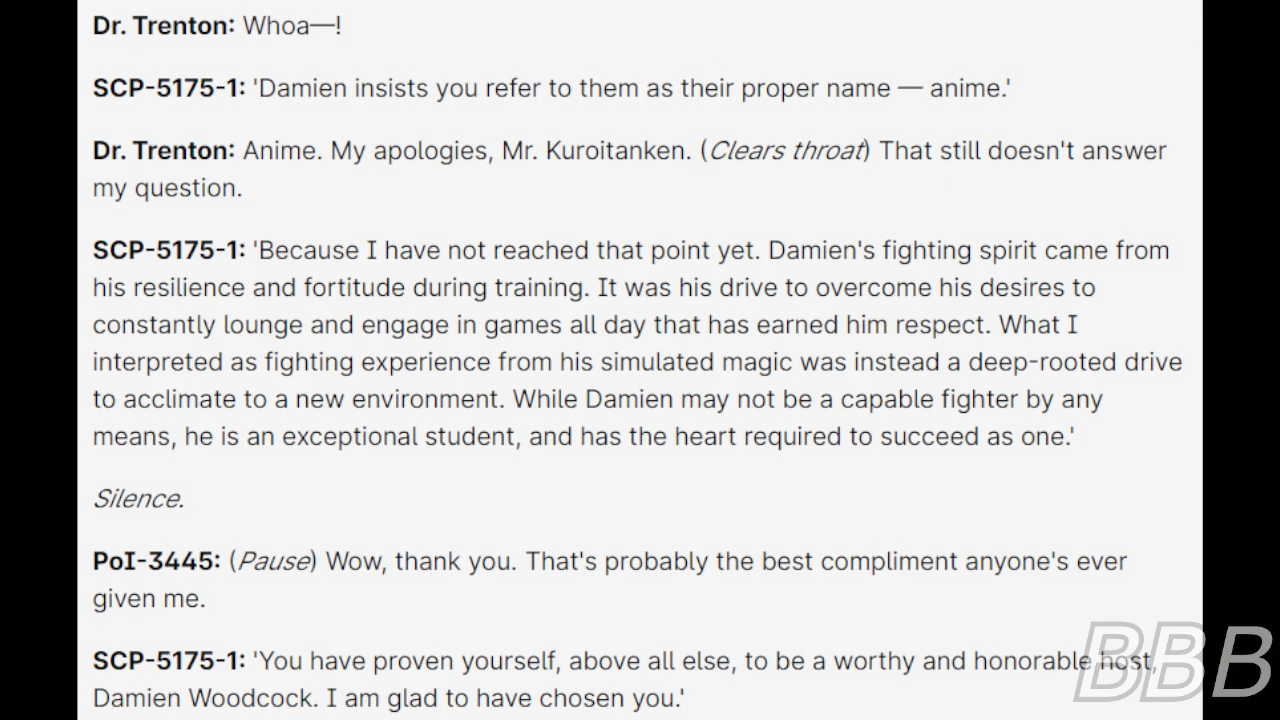 Dr. Trenton: Whoa—!
SCP-5175-1: 'Damien insists you refer to them as their proper name — anime.'
Dr. Trenton: Anime. My apologies, Mr. Kuroitanken. (Clears throat) That still doesn't answer
my question.
SCP-5175-1: 'Because I have not reached that point yet. Damien's fighting spirit came from
his resilience and fortitude during training. It was his drive to overcome his desires to
constantly lounge and engage in games all day that has earned him respect. What I
interpreted as fighting experience from his simulated magic was instead a deep-rooted drive
to acclimate to a new environment. While Damien may not be a capable fighter by any
means, he is an exceptional student, and has the heart required to succeed as one.'
Silence.
PoI-3445: (Pause) Wow, thank you. That's probably the best compliment anyone's ever
given me.
SCP-5175-1: 'You have proven yourself, above all else, to be a worthy and honorable host,
Damien Woodcock. I am glad to have chosen you.'
BBB